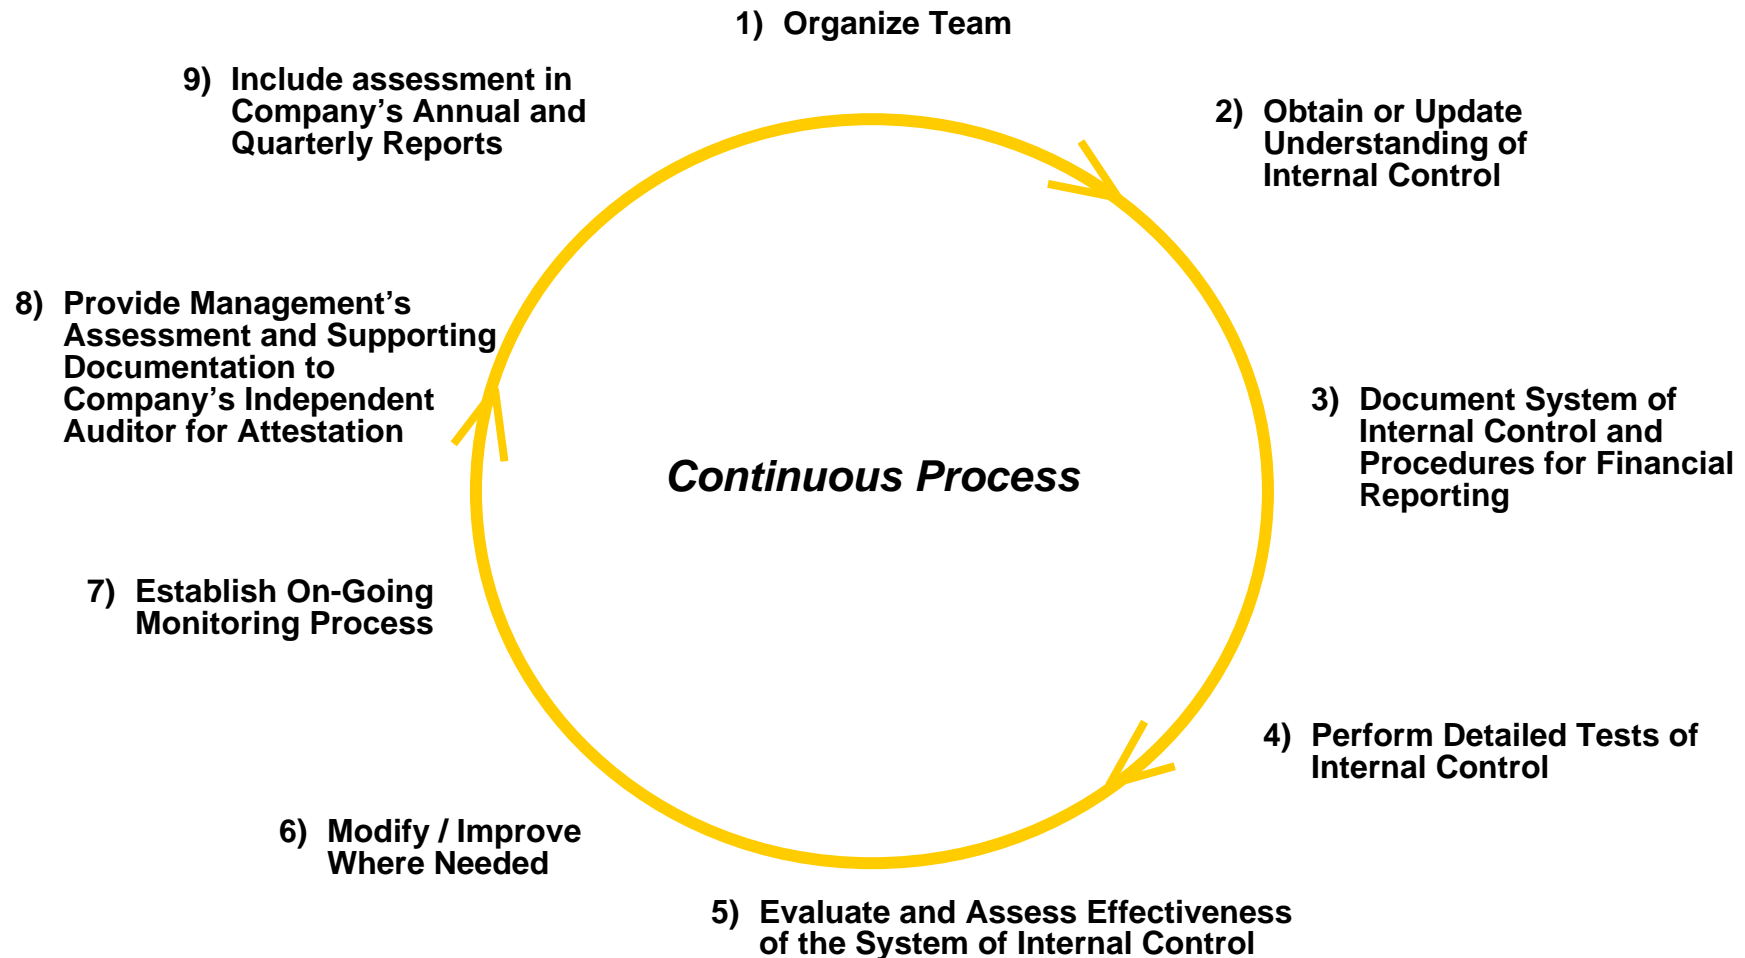 1) Organize Team
2) Obtain or Update
Understanding of
Internal Control
3) Document System of
Internal Control and
Procedures for Financial
Reporting
4) Perform Detailed Tests of
Internal Control
5) Evaluate and Assess Effectiveness
of the System of Internal Control
6) Modify / Improve
Where Needed
7) Establish On-Going
Monitoring Process
8) Provide Management’s
Assessment and Supporting
Documentation to
Company’s Independent
Auditor for Attestation
9) Include assessment in
Company’s Annual and
Quarterly Reports
Continuous Process